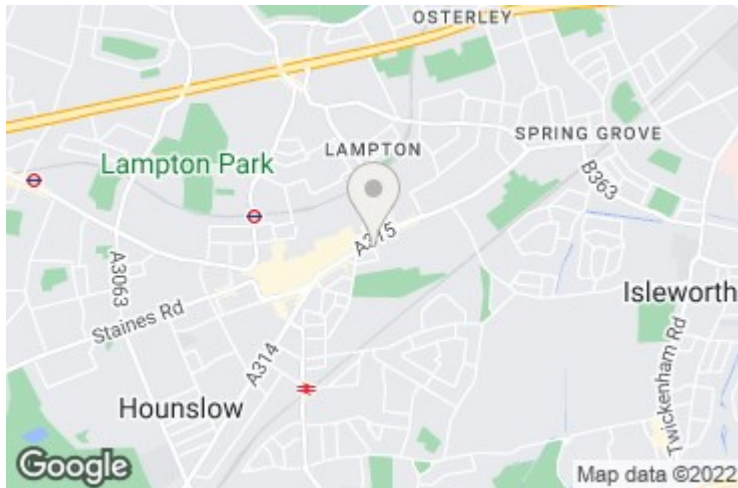 OSTERLEY
SPRING GROVE
LAMPTON
Lampton Park
B363
A315
A3063
Isleworth
Staines Rd
A314
Twickenham Rd
Hounslow
Google
Map data ©2022